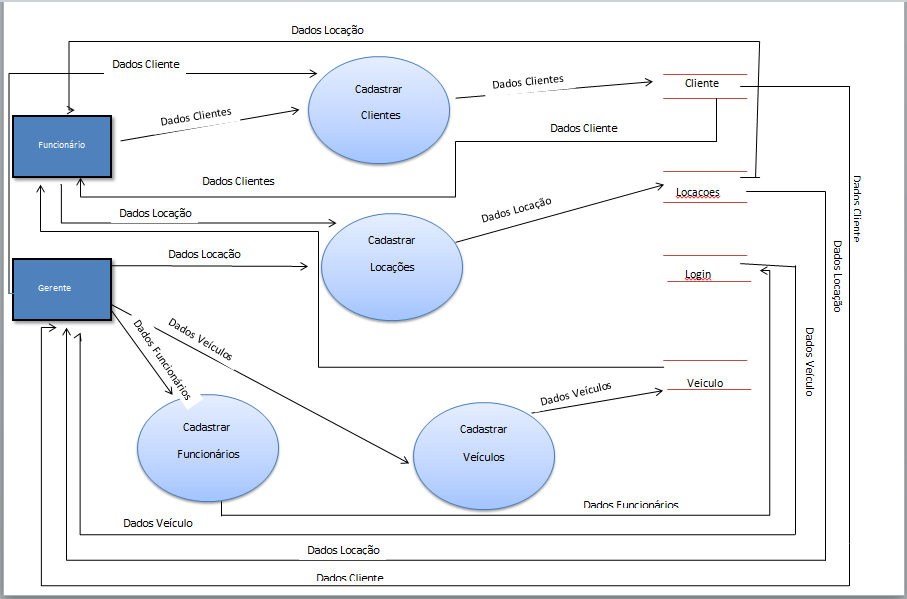 Dados Locação
Dados Cliente
Cadastrar
Clientes
Dados Clientes
Cliente
Dados Clientes
Funcionário
Dados Cliente
Dados Clientes
Dados Locação
Dados Locação
Locacoes
Dados Cliente
Cadastrar
Locações
Dados Locação
Gerente
Login
Dados Locação
Dados Veículos
Dados Funcionários
Dados Veículo
Dados Veículos
Veiculo
Cadastrar
Funcionários
Cadastrar
Veículos
Dados Funcionários
Dados Veículo
Dados Locação
Dados Cliente